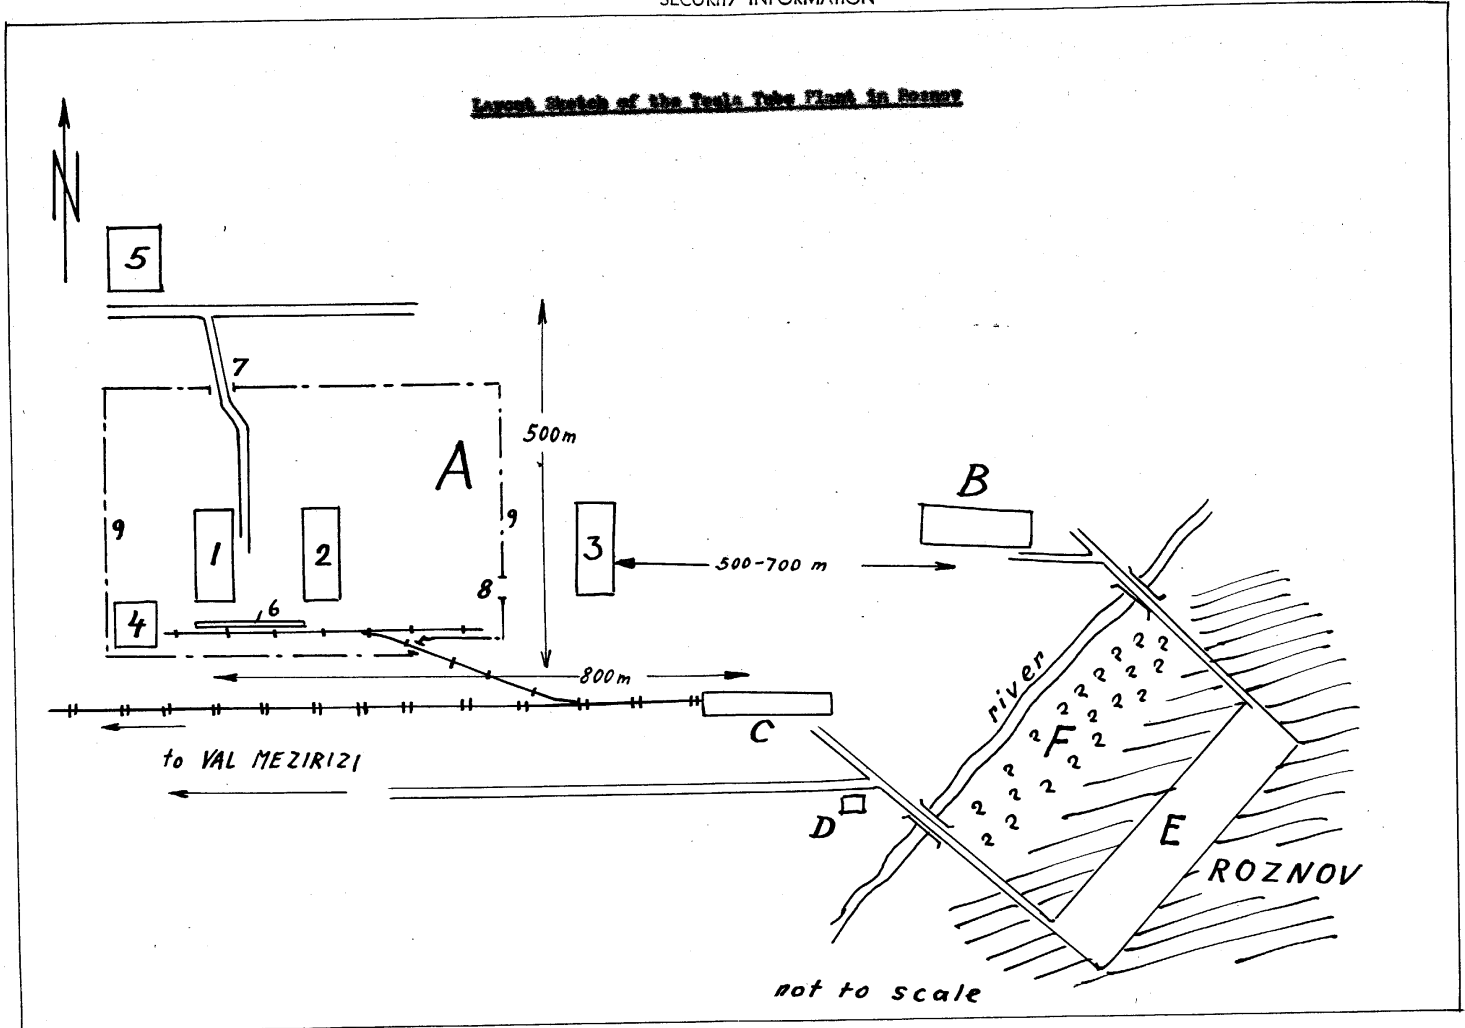 SECURITY INFORMATION
Layout Sketch of the Tesla Tube Plant in Roznov
N
5
7
A
500m
9
9
1
2
3
B
500-700 m
8
6
4
800m
C
river
to VAL MEZIRIZI
F
D
E
ROZNOV
not to scale